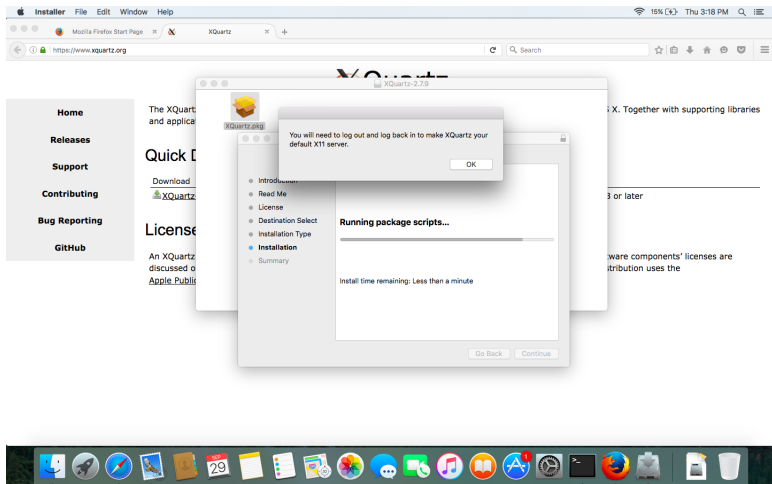 Installer File Edit Window Help
15% Thu 3:18 PM
Mozilla Firefox Start Page
XQuartz
https://www.xquartz.org
Search
XQuartz-2.7.9
Home
Releases
Support
Contributing
Bug Reporting
GitHub
The XQuart
S X. Together with supporting libraries
and applica
XQuartz.pkg
You will need to log out and log back in to make XQuartz your
default X11 server.
OK
Quick D
Download
XQuartz
or later
License
An XQuartz
ware components' licenses are
discussed o
stribution uses the
Apple Public
Introduction
Read Me
License
Destination Select
Installation Type
Installation
Summary
Running package scripts...
Install time remaining: Less than a minute
Go Back
Continue
SEP
29
1